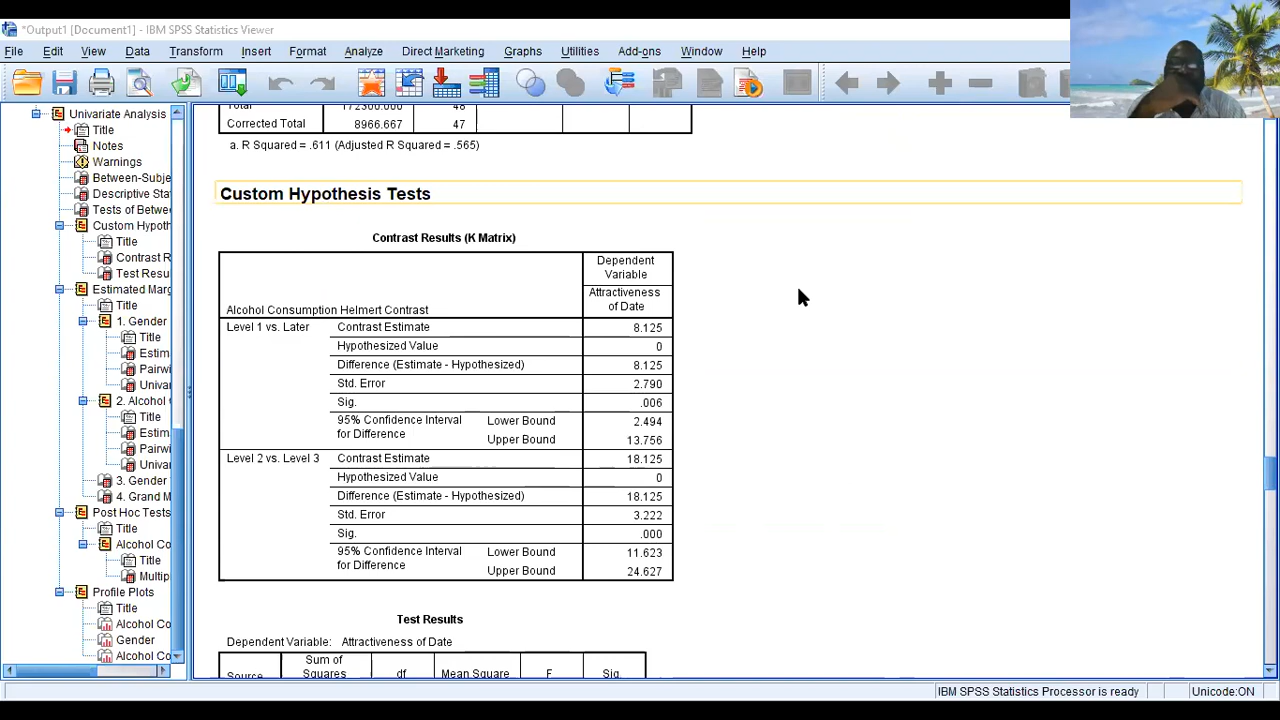 *Output1 [Document1] - IBM SPSS Statistics Viewer
File Edit View Data Transform Insert Format Analyze Direct Marketing Graphs Utilities Add-ons Window Help
Univariate Analysis
Title
Notes
Warnings
Between-Subje
Descriptive Sta
Tests of Betwe
Custom Hypoth
Title
Contrast R
Test Resu
Estimated Marg
Title
1. Gender
Title
Estim
Pairw
Univa
2. Alcohol
Title
Estim
Pairw
Univa
3. Gender
4. Grand M
Post Hoc Tests
Title
Alcohol Co
Title
Multip
Profile Plots
Title
Alcohol Co
Gender
Alcohol Co
Total 172300.000 48
Corrected Total 8966.667 47
a. R Squared = .611 (Adjusted R Squared = .565)
Custom Hypothesis Tests
Contrast Results (K Matrix)
Dependent
Variable
Attractiveness
of Date
Alcohol Consumption Helmert Contrast
Level 1 vs. Later Contrast Estimate 8.125
Hypothesized Value 0
Difference (Estimate - Hypothesized) 8.125
Std. Error 2.790
Sig. .006
95% Confidence Interval Lower Bound 2.494
for Difference Upper Bound 13.756
Level 2 vs. Level 3 Contrast Estimate 18.125
Hypothesized Value 0
Difference (Estimate - Hypothesized) 18.125
Std. Error 3.222
Sig. .000
95% Confidence Interval Lower Bound 11.623
for Difference Upper Bound 24.627
Test Results
Dependent Variable: Attractiveness of Date
Sum of
Source Squares df Mean Square F Sig.
IBM SPSS Statistics Processor is ready Unicode:ON